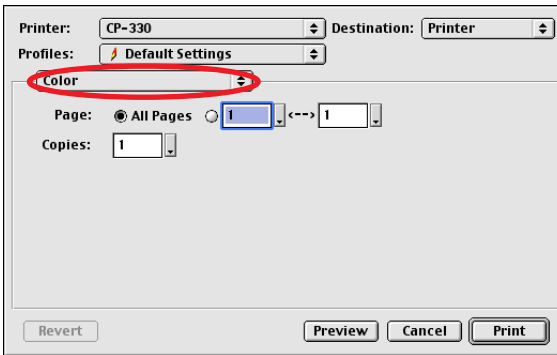 Printer: CP-330 Destination: Printer
Profiles: Default Settings
Color
Page: All Pages 1 <--> 1
Copies: 1
Revert Preview Cancel Print